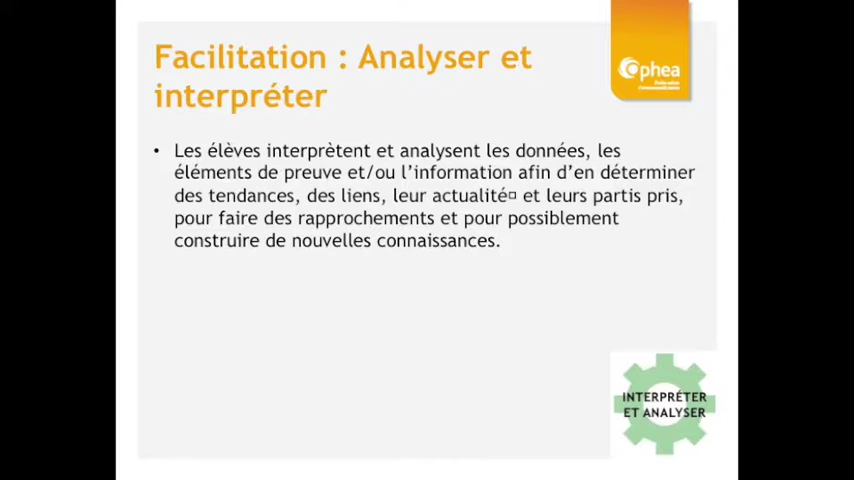 Facilitation : Analyser et
interpréter
Ophea
• Les élèves interprètent et analysent les données, les
éléments de preuve et/ou l’information afin d’en déterminer
des tendances, des liens, leur actualité□ et leurs partis pris,
pour faire des rapprochements et pour possiblement
construire de nouvelles connaissances.
INTERPRÉTER
ET ANALYSER